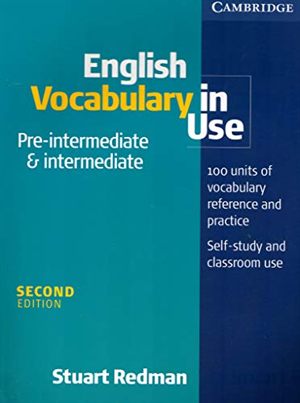 CAMBRIDGE
English
Vocabulary in
Use
Pre-intermediate
& intermediate
100 units of
vocabulary
reference and
practice
Self-study and
classroom use
SECOND
EDITION
Stuart Redman